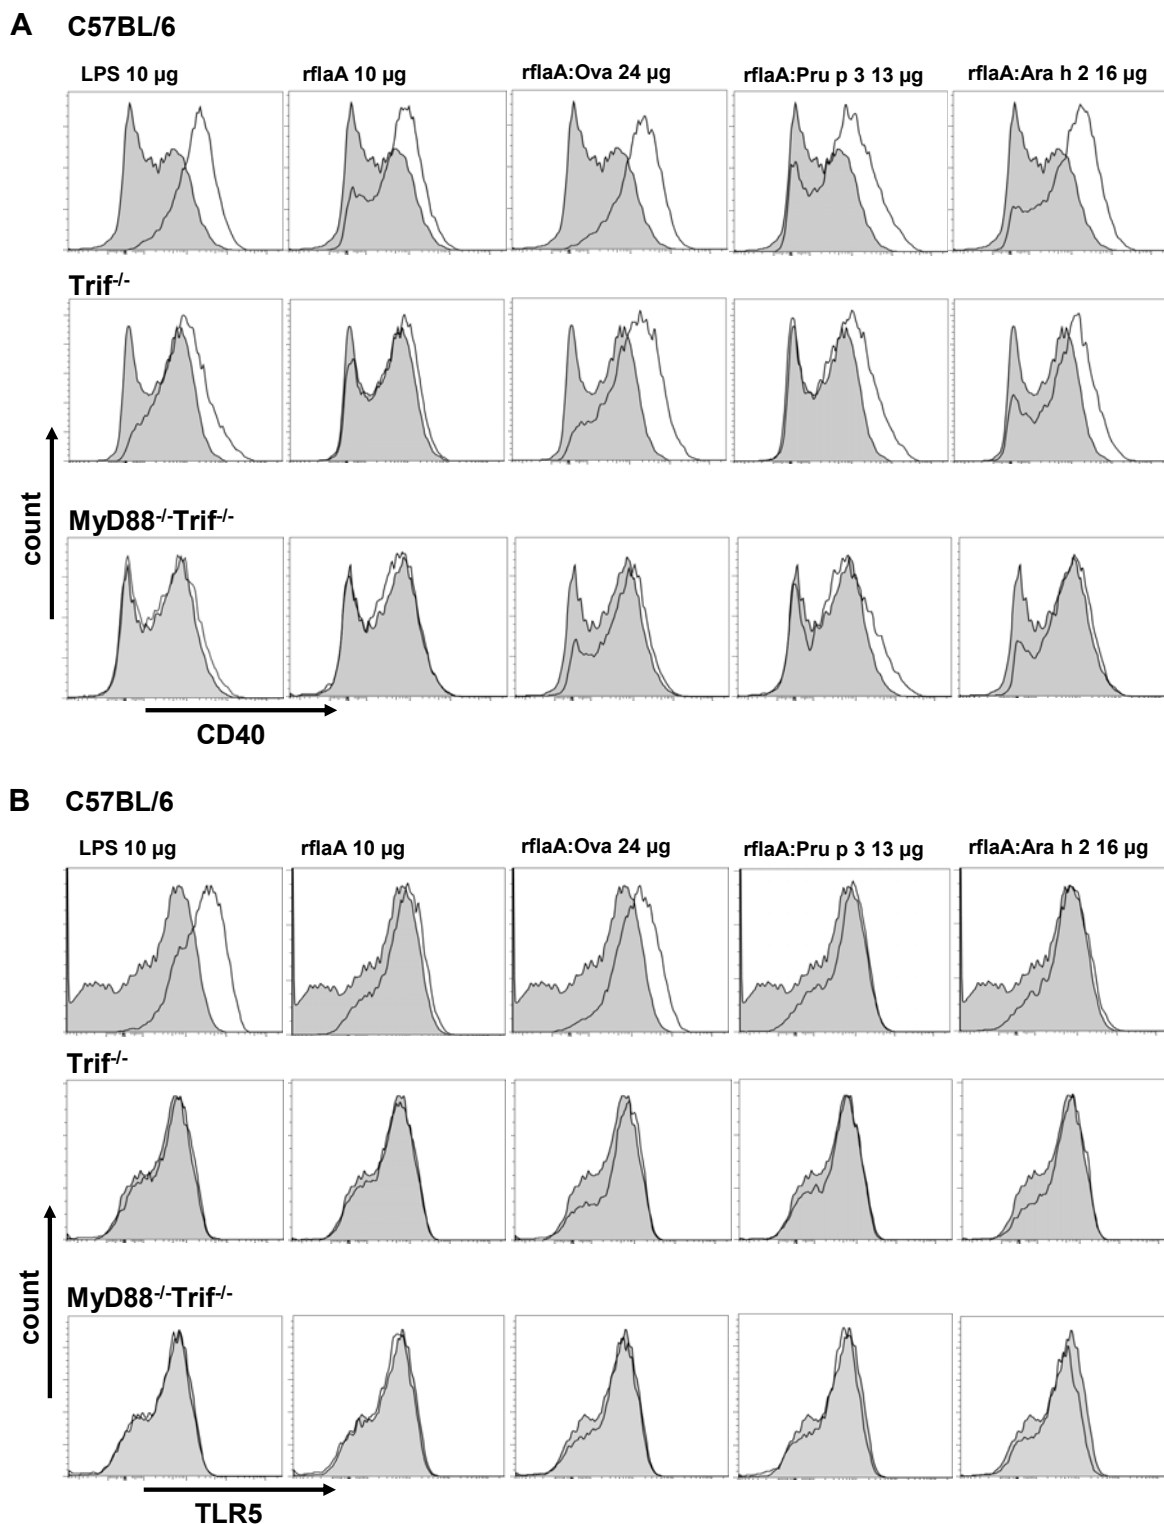 A C57BL/6
LPS 10 µg rflaA 10 µg rflaA:Ova 24 µg rflaA:Pru p 3 13 µg rflaA:Ara h 2 16 µg
Trif-/-
MyD88-/-Trif-/-
count
CD40
B C57BL/6
LPS 10 µg rflaA 10 µg rflaA:Ova 24 µg rflaA:Pru p 3 13 µg rflaA:Ara h 2 16 µg
Trif-/-
MyD88-/-Trif-/-
count
TLR5